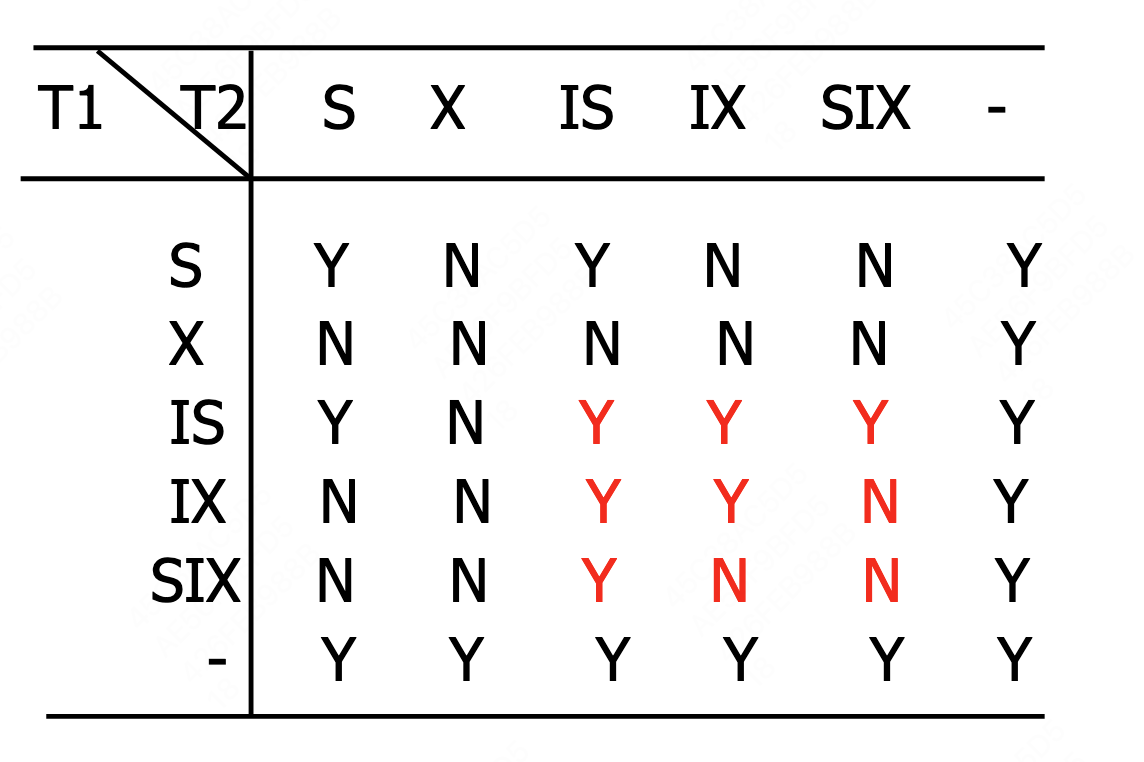 T1 T2 S X IS IX SIX -
S Y N Y N N Y
X N N N N N Y
IS Y N Y Y Y Y
IX N N Y Y N Y
SIX N N Y N N Y
- Y Y Y Y Y Y